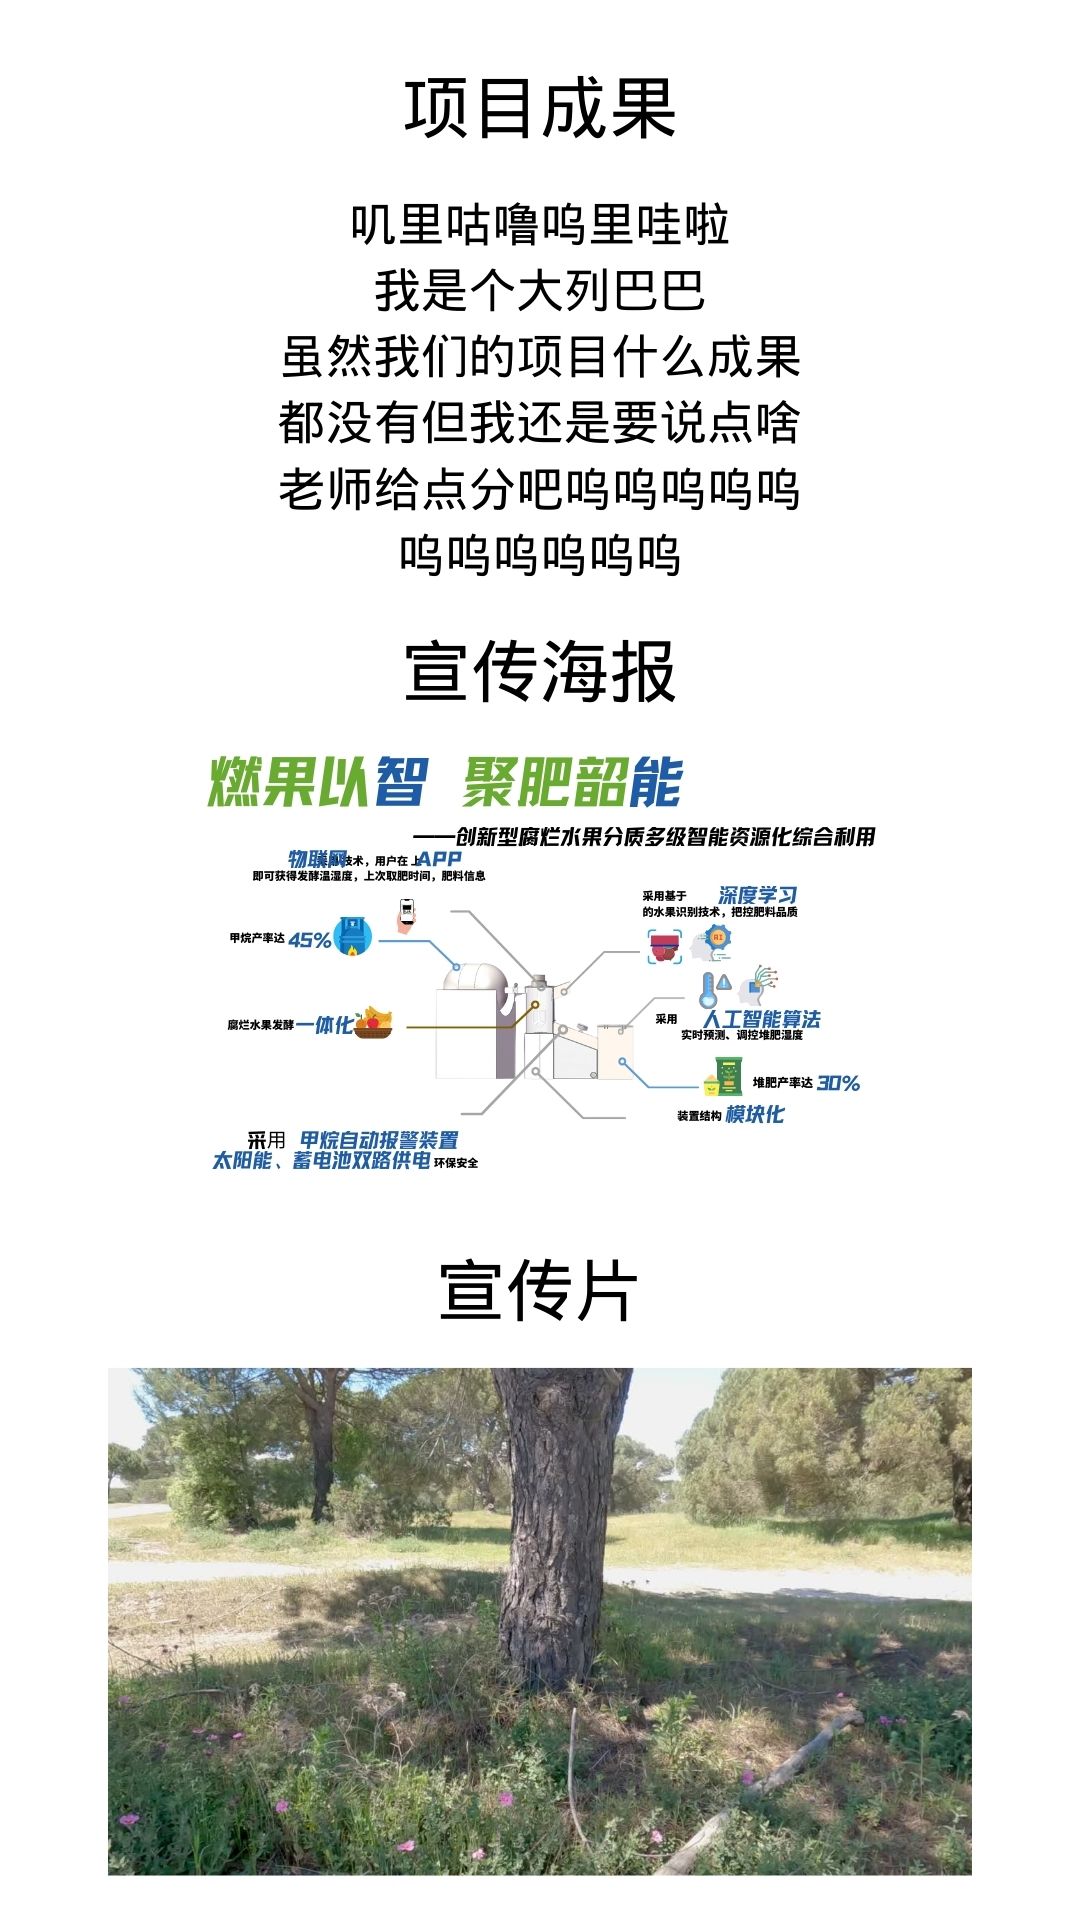 项目成果
叽里咕噜呜里哇啦
我是个大列巴巴
虽然我们的项目什么成果
都没有但我还是要说点啥
老师给点分吧呜呜呜呜呜
呜呜呜呜呜呜
宣传海报
燃果以智 聚肥韶能
——创新型腐烂水果分质多级智能资源化综合利用
物联网技术，用户在上APP
即可获得发酵温湿度，上次取肥时间，肥料信息
甲烷产率达45%
腐烂水果发酵一体化
采用 甲烷自动报警装置
太阳能、蓄电池双路供电环保安全
采用基于 深度学习
的水果识别技术，把控肥料品质
AI
采用 人工智能算法
实时预测、调控堆肥湿度
堆肥产率达30%
装置结构模块化
宣传片